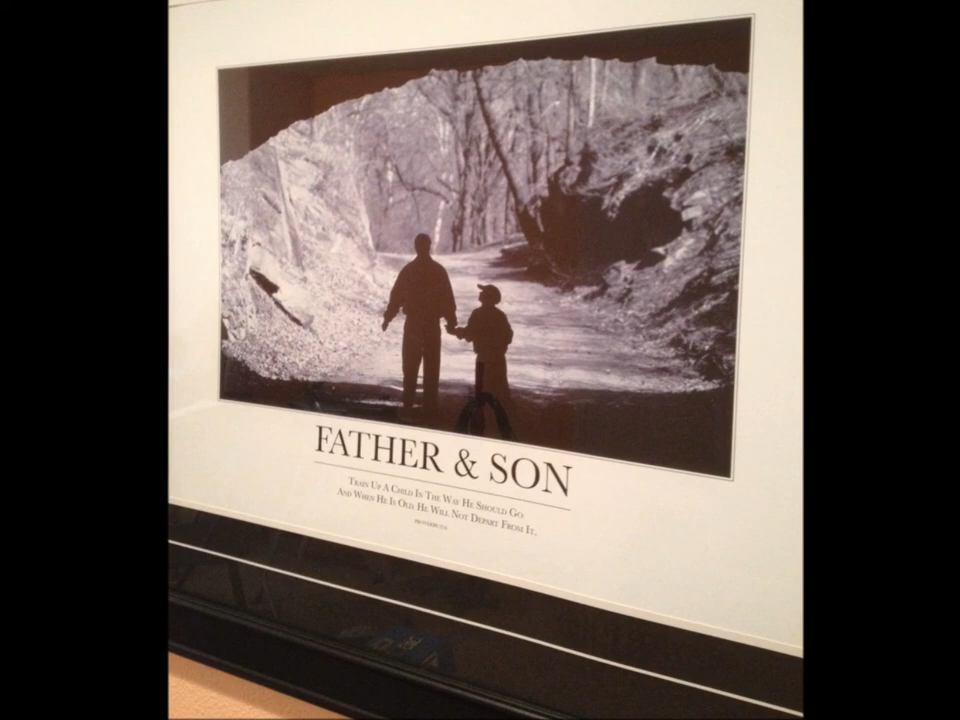 FATHER & SON
TRAIN UP A CHILD IN THE WAY HE SHOULD GO:
AND WHEN HE IS OLD, HE WILL NOT DEPART FROM IT.
PROVERBS